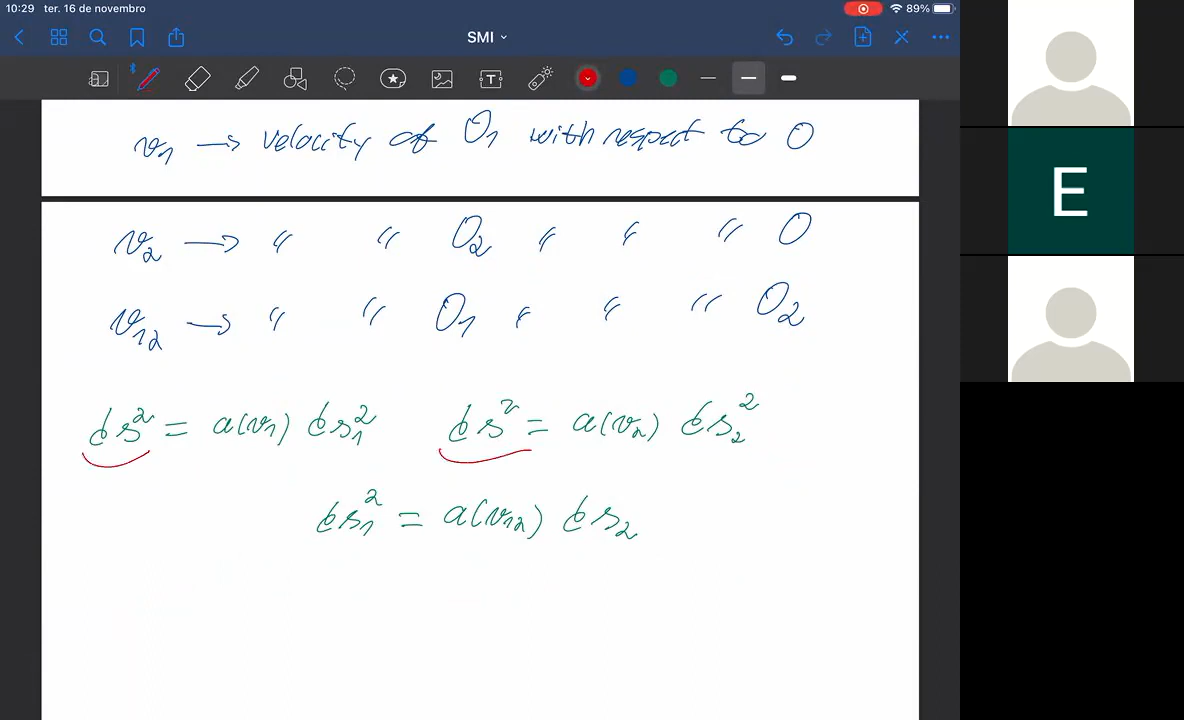 10:29 ter. 16 de novembro 89%
SMI
T
v₁ → velocity of O₁ with respect to O
v₂ → " " O₂ " " " O
E
v₁₂ → " " O₁ " " " O₂
ds² = a(v₁) ds₁² ds² = a(v₂) ds₂²
ds₁² = a(v₁₂) ds₂